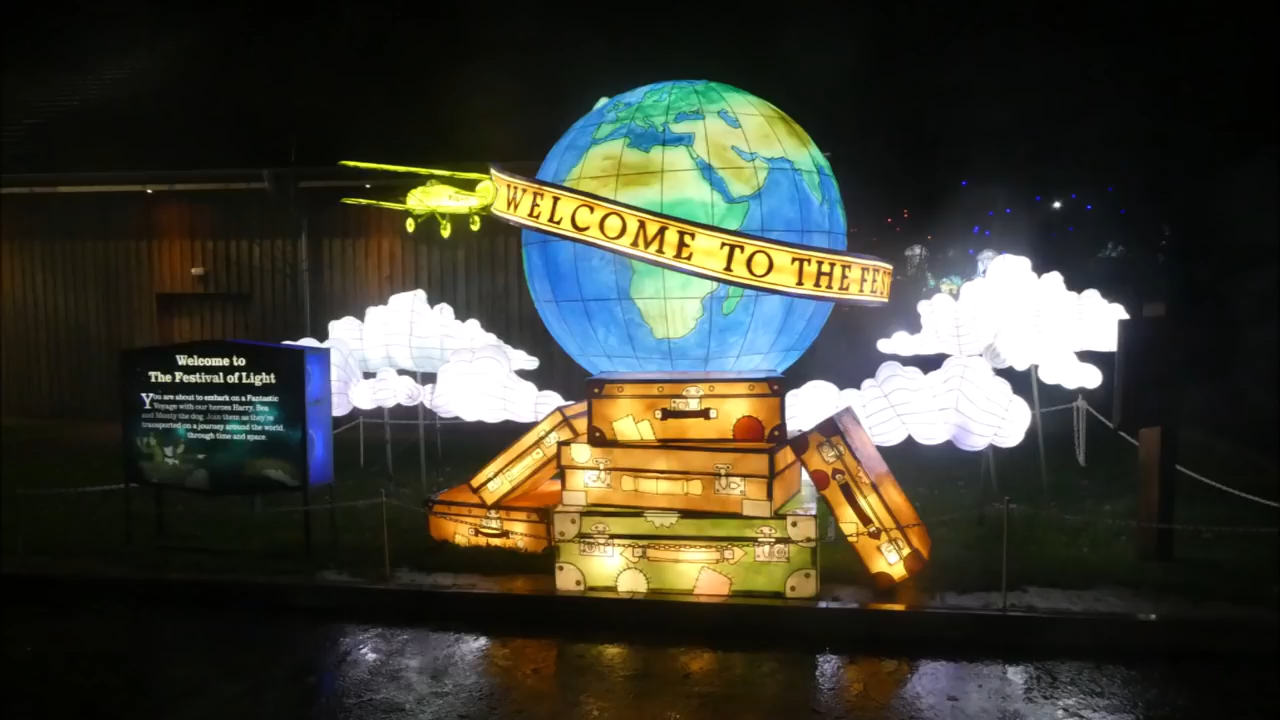 WELCOME TO THE FEST
Welcome to
The Festival of Light
You are about to embark on a Fantastic
Voyage with our heroes Harry, Bea
and Monty the dog. Join them as they're
transported on a journey around the world,
through time and space.